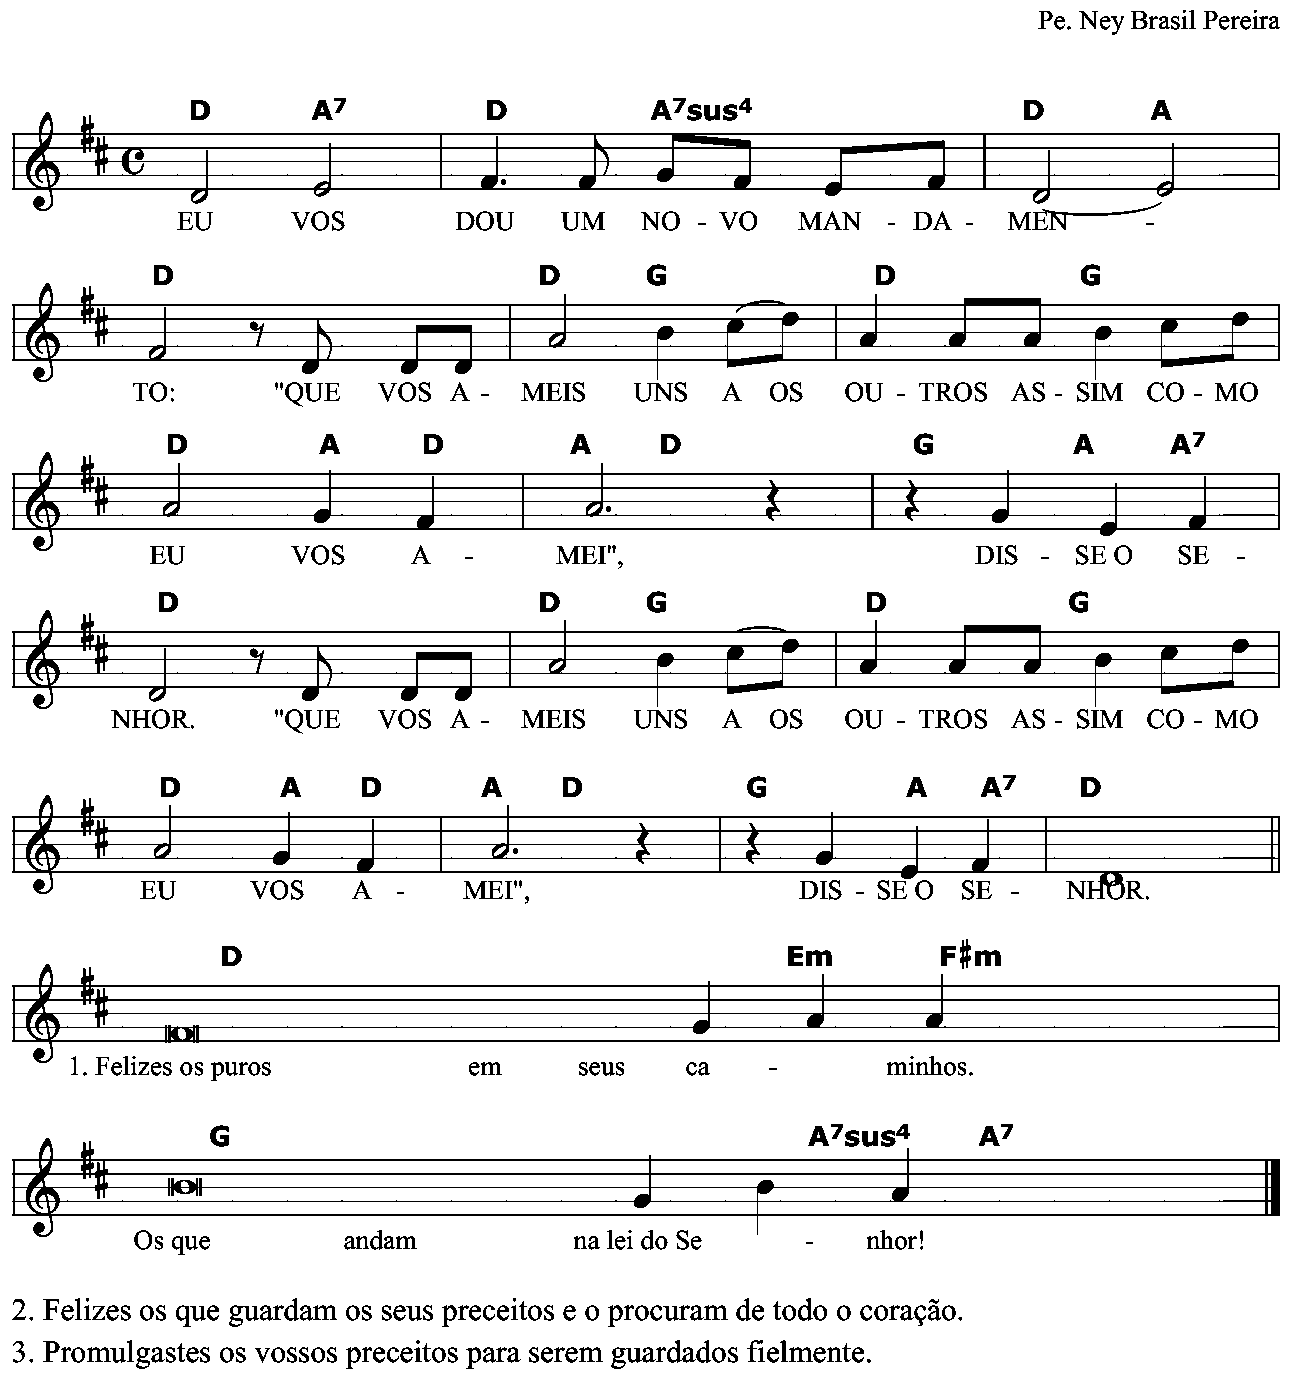 Pe. Ney Brasil Pereira
D A7 D A7sus4 D A
EU VOS DOU UM NO - VO MAN - DA - MEN -
D D G D G
TO: "QUE VOS A - MEIS UNS A OS OU - TROS AS - SIM CO - MO
D A D A D G A A7
EU VOS A - MEI", DIS - SE O SE -
D D G D G
NHOR. "QUE VOS A - MEIS UNS A OS OU - TROS AS - SIM CO - MO
D A D A D G A A7 D
EU VOS A - MEI", DIS - SE O SE - NHOR.
D Em F#m
1. Felizes os puros em seus ca - minhos.
G A7sus4 A7
Os que andam na lei do Se - nhor!
2. Felizes os que guardam os seus preceitos e o procuram de todo o coração.
3. Promulgastes os vossos preceitos para serem guardados fielmente.